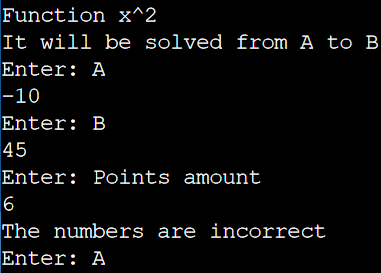 Function x^2
It will be solved from A to B
Enter: A
-10
Enter: B
45
Enter: Points amount
6
The numbers are incorrect
Enter: A